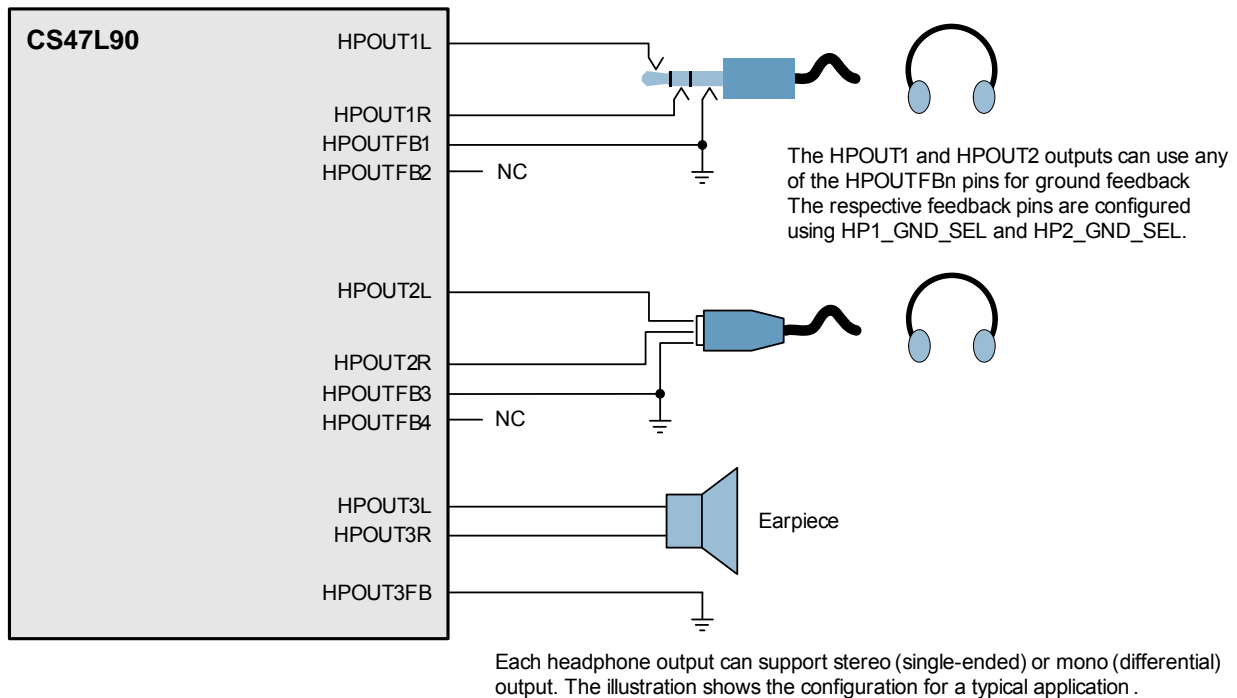 CS47L90
HPOUT1L
HPOUT1R
HPOUTFB1
HPOUTFB2
NC
The HPOUT1 and HPOUT2 outputs can use any
of the HPOUTFBn pins for ground feedback
The respective feedback pins are configured
using HP1_GND_SEL and HP2_GND_SEL.
HPOUT2L
HPOUT2R
HPOUTFB3
HPOUTFB4
NC
HPOUT3L
HPOUT3R
Earpiece
HPOUT3FB
Each headphone output can support stereo (single-ended) or mono (differential)
output. The illustration shows the configuration for a typical application .